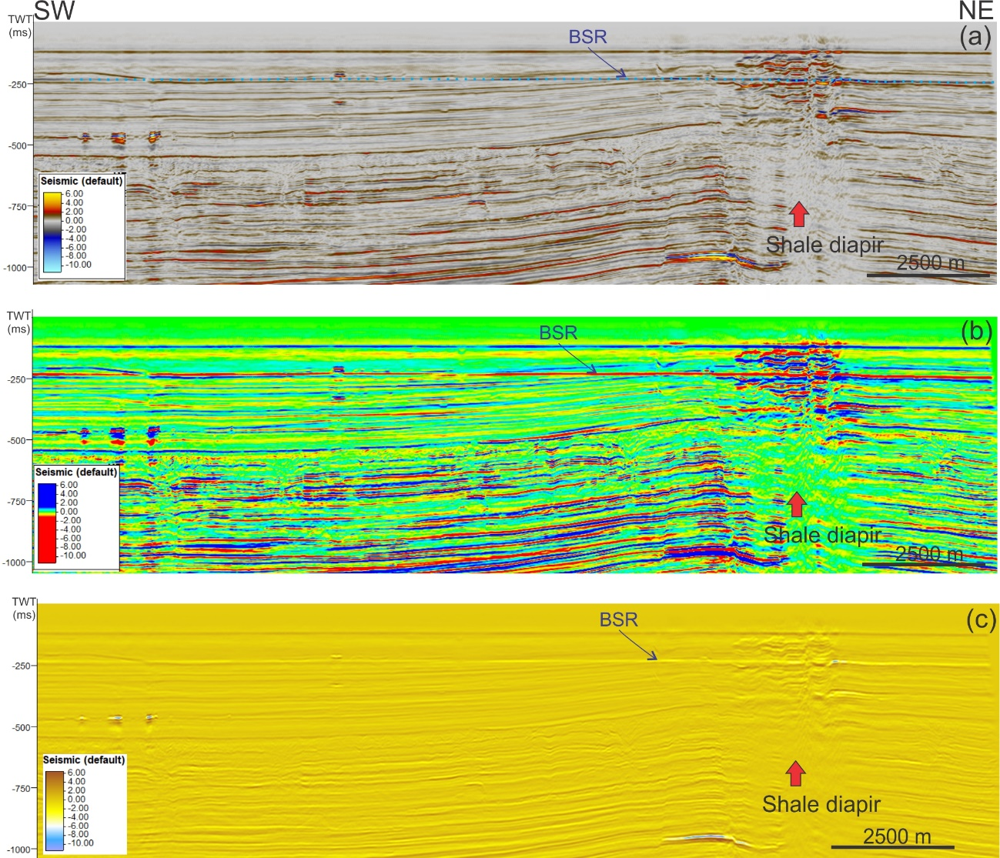 SW
NE
TWT
(ms)
(a)
BSR
-250
-500
-750
-1000
Seismic (default)
6.00
4.00
2.00
0.00
-2.00
-4.00
-6.00
-8.00
-10.00
Shale diapir
2500 m
TWT
(ms)
(b)
BSR
-250
-500
-750
-1000
Seismic (default)
6.00
4.00
2.00
0.00
-2.00
-4.00
-6.00
-8.00
-10.00
Shale diapir
2500 m
TWT
(ms)
(c)
BSR
-250
-500
-750
-1000
Seismic (default)
6.00
4.00
2.00
0.00
-2.00
-4.00
-6.00
-8.00
-10.00
Shale diapir
2500 m